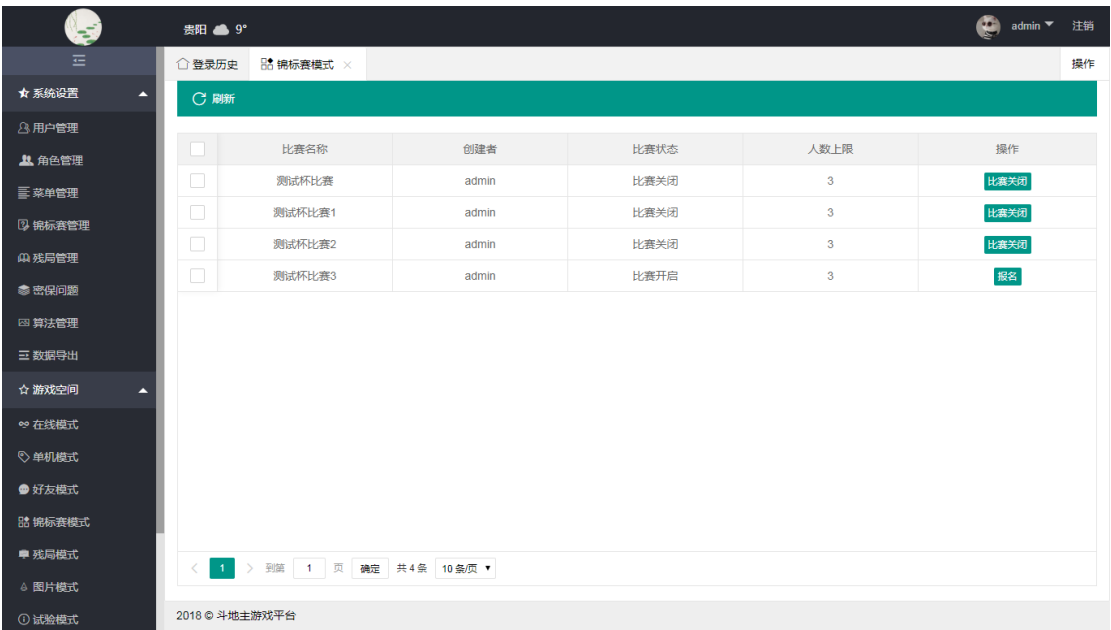 贵阳 9°
admin 注销
登录历史 锦标赛模式 操作
系统设置
用户管理
角色管理
菜单管理
锦标赛管理
残局管理
密保问题
算法管理
数据导出
游戏空间
在线模式
单机模式
好友模式
锦标赛模式
残局模式
图片模式
试验模式
刷新
比赛名称 创建者 比赛状态 人数上限 操作
测试杯比赛 admin 比赛关闭 3 比赛关闭
测试杯比赛1 admin 比赛关闭 3 比赛关闭
测试杯比赛2 admin 比赛关闭 3 比赛关闭
测试杯比赛3 admin 比赛开启 3 报名
1 到第 1 页 确定 共 4 条 10 条/页
2018 © 斗地主游戏平台